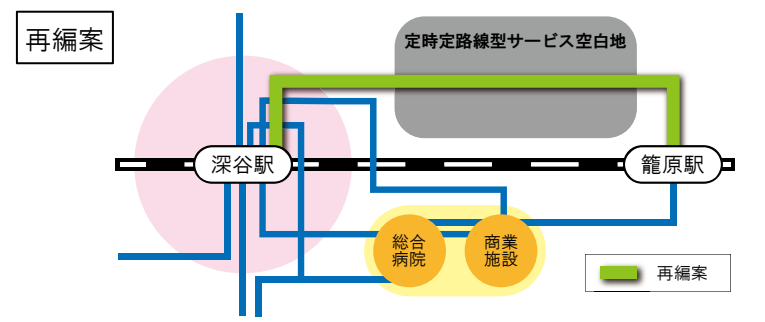 再編案
定時定路線型サービス空白地
深谷駅
籠原駅
総合
病院
商業
施設
再編案